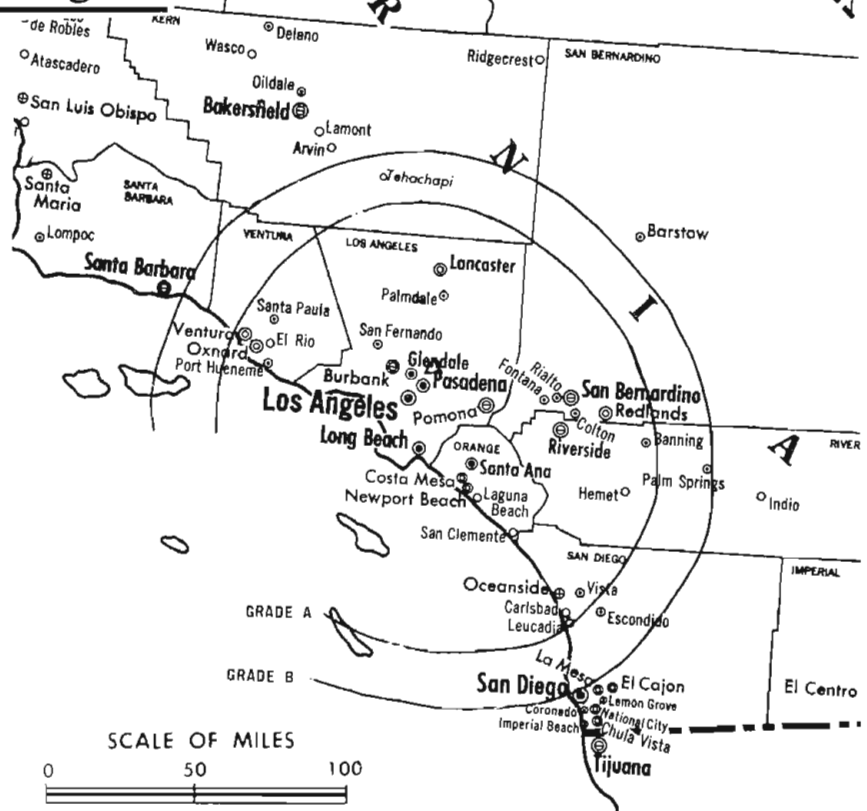 R
KERN
de Robles
Delano
Wasco
Ridgecrest
SAN BERNARDINO
Atascadero
Oildale
Bakersfield
San Luis Obispo
Lamont
Arvin
N
Tehachapi
Santa
Maria
SANTA
BARBARA
Lompoc
VENTURA
LOS ANGELES
Barstow
Santa Barbara
Lancaster
Palmdale
I
Santa Paula
Ventura
El Rio
San Fernando
Oxnard
Port Hueneme
Glendale
Burbank
Pasadena
Fontana
Rialto
San Bernardino
Los Angeles
Pomona
Redlands
Colton
Long Beach
Riverside
Banning
A
RIVER
ORANGE
Santa Ana
Palm Springs
Costa Mesa
Newport Beach
Laguna
Beach
Hemet
Indio
San Clemente
SAN DIEGO
IMPERIAL
Oceanside
Vista
Carlsbad
Escondido
Leucadia
GRADE A
La Mesa
GRADE B
San Diego
El Cajon
El Centro
Lemon Grove
Coronado
National City
Imperial Beach
Chula Vista
Tijuana
SCALE OF MILES
0 50 100